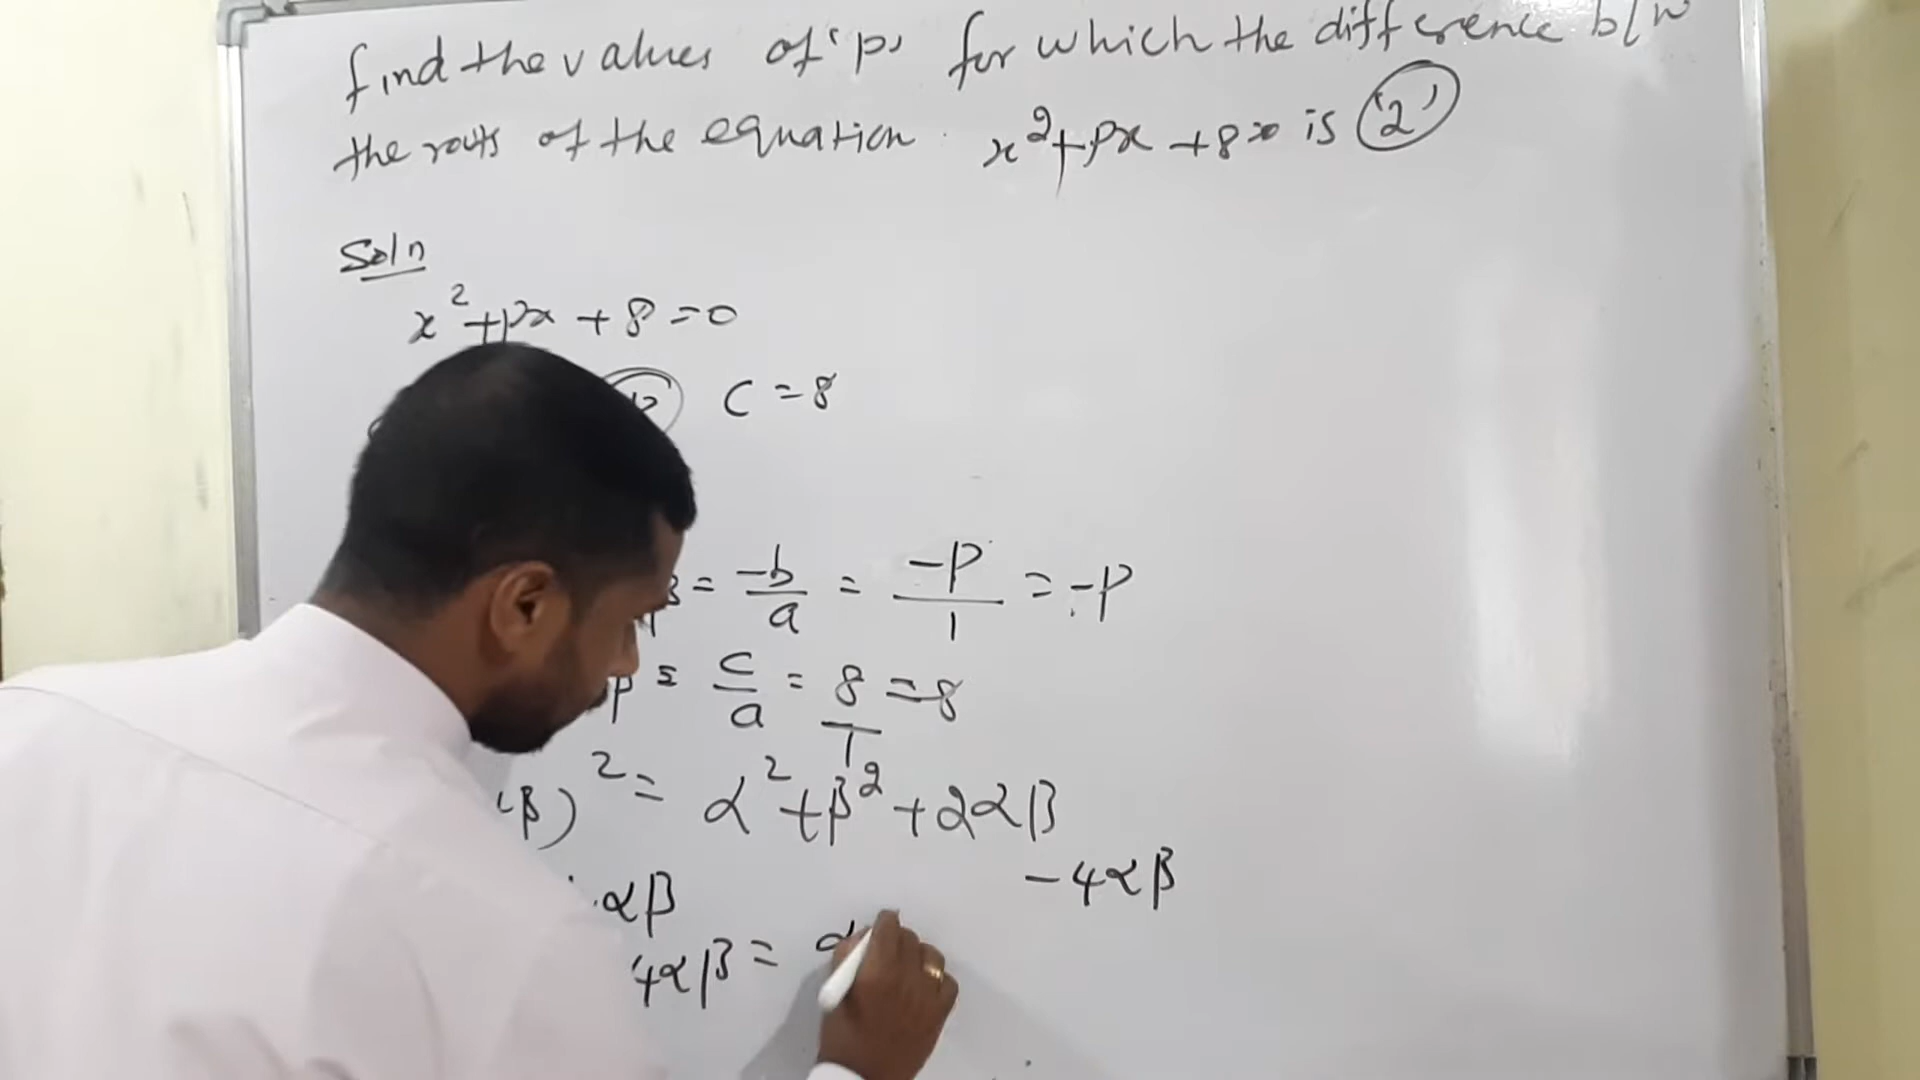 find the values of 'p' for which the difference b/n
the roots of the equation x²+px+8=0 is '2'
Soln
x²+px+8=0
p c=8
β = -b/a = -p/1 = -p
β = c/a = 8/1 = 8
β)² = α²+β²+2αβ
αβ -4αβ
4αβ = α